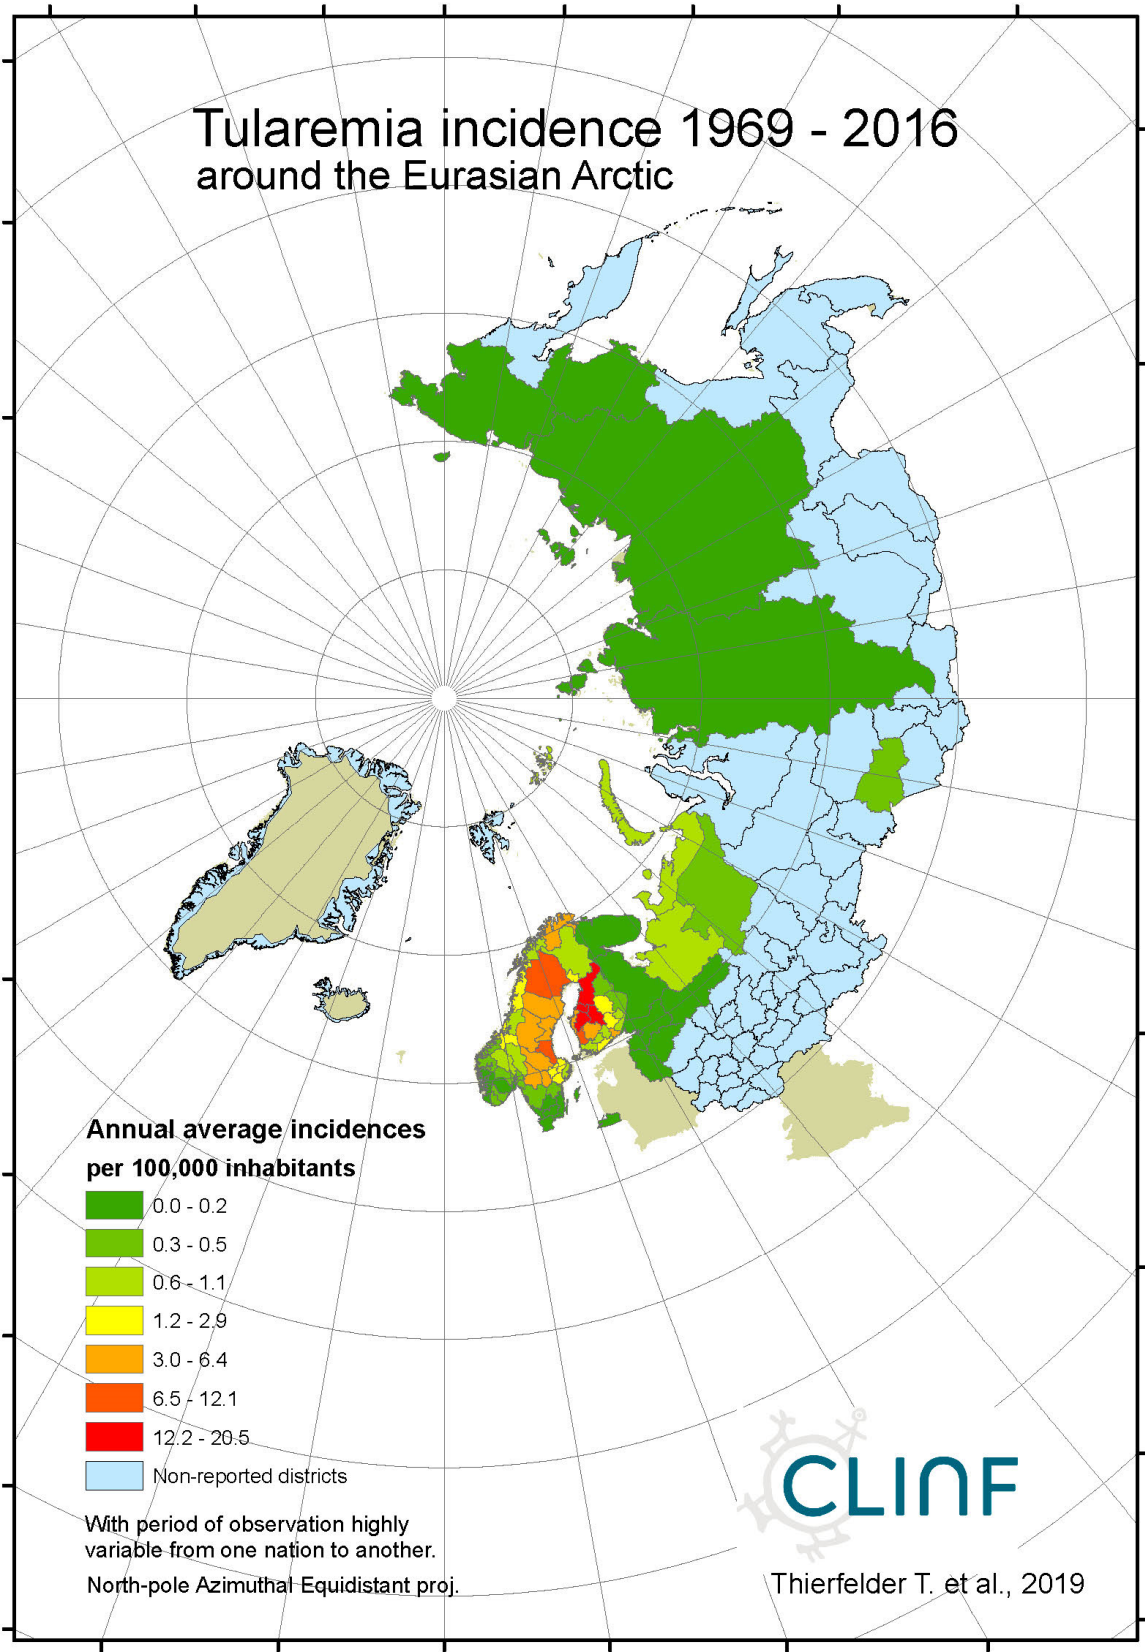 Tularemia incidence 1969 - 2016
around the Eurasian Arctic
Annual average incidences
per 100,000 inhabitants
0.0 - 0.2
0.3 - 0.5
0.6 - 1.1
1.2 - 2.9
3.0 - 6.4
6.5 - 12.1
12.2 - 20.5
Non-reported districts
With period of observation highly
variable from one nation to another.
North-pole Azimuthal Equidistant proj.
CLINF
Thierfelder T. et al., 2019